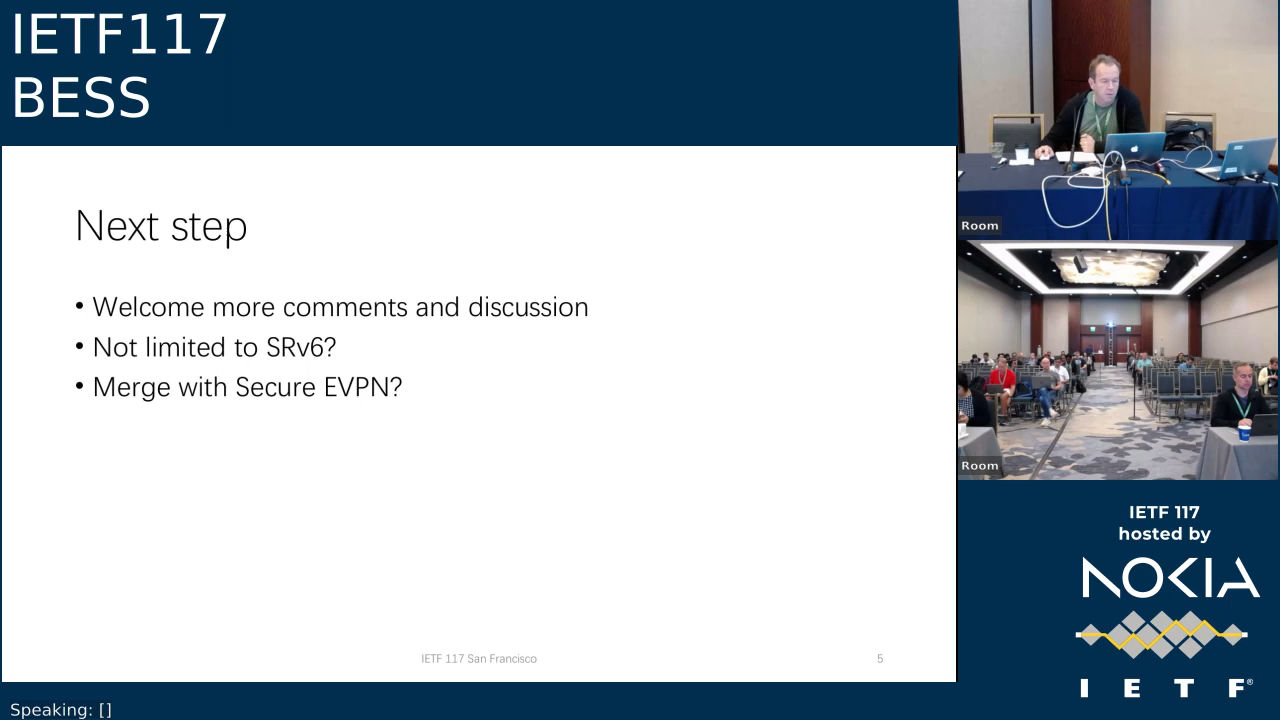 IETF117
BESS
Next step
• Welcome more comments and discussion
• Not limited to SRv6?
• Merge with Secure EVPN?
IETF 117 San Francisco
5
Room
Room
IETF 117
hosted by
NOKIA
I E T F®
Speaking: []